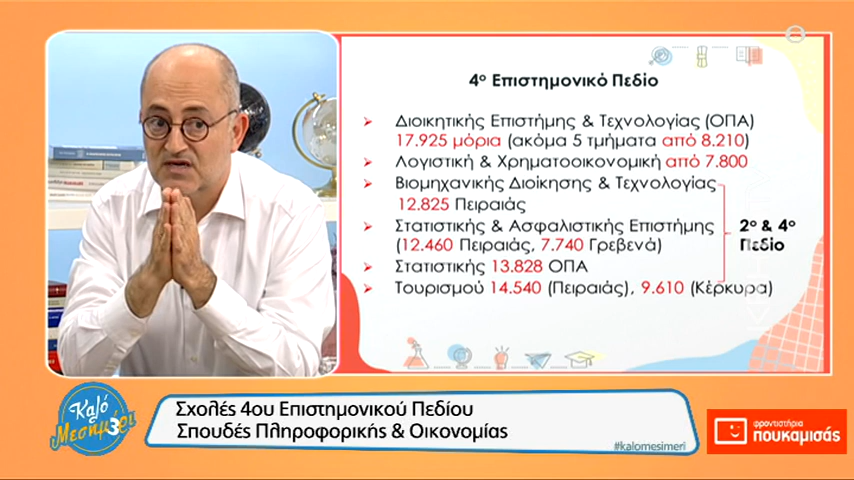 4ο Επιστημονικό Πεδίο
➤ Διοικητικής Επιστήμης & Τεχνολογίας (ΟΠΑ)
17.925 μόρια (ακόμα 5 τμήματα από 8.210)
➤ Λογιστική & Χρηματοοικονομική από 7.800
➤ Βιομηχανικής Διοίκησης & Τεχνολογίας
12.825 Πειραιάς
➤ Στατιστικής & Ασφαλιστικής Επιστήμης
(12.460 Πειραιάς, 7.740 Γρεβενά)
➤ Στατιστικής 13.828 ΟΠΑ
➤ Τουρισμού 14.540 (Πειραιάς), 9.610 (Κέρκυρα)
2ο & 4ο
Πεδίο
Καλό
Μεσημέρι
3
Σχολές 4ου Επιστημονικού Πεδίου
Σπουδές Πληροφορικής & Οικονομίας
#kalomesimeri
φροντιστήρια
πουκαμισάς